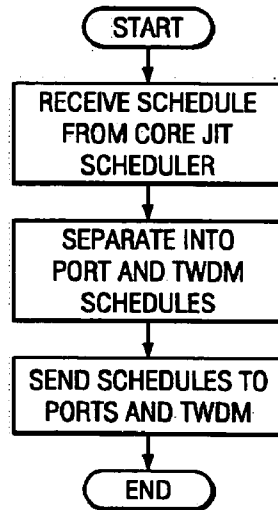 START
RECEIVE SCHEDULE
FROM CORE JIT
SCHEDULER
SEPARATE INTO
PORT AND TWDM
SCHEDULES
SEND SCHEDULES TO
PORTS AND TWDM
END